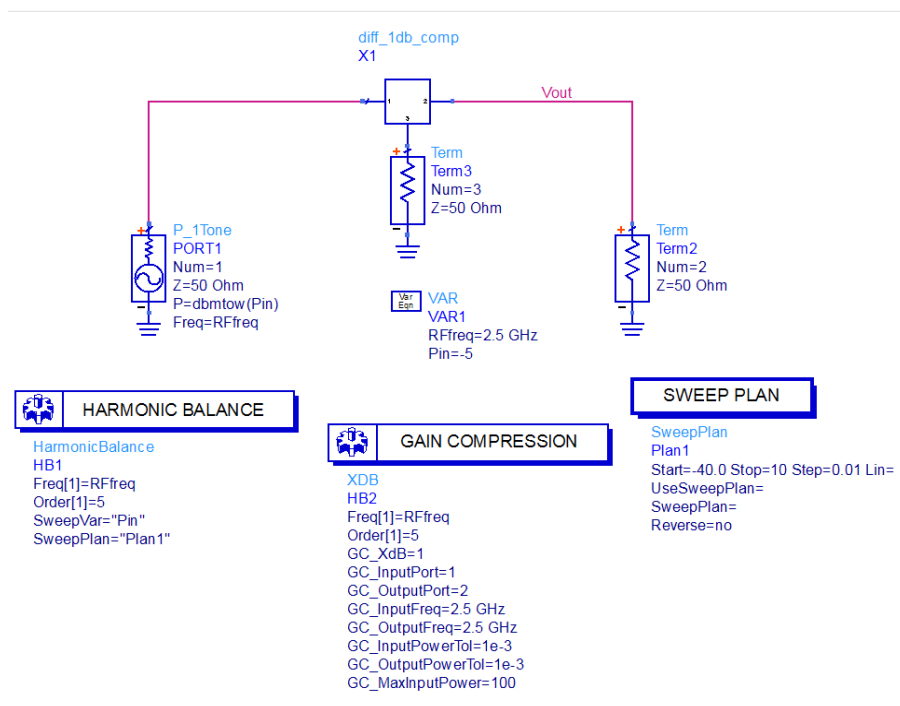 diff_1db_comp
X1
1
2
3
Vout
+
Term
Term3
Num=3
Z=50 Ohm
-
+
P_1Tone
PORT1
Num=1
Z=50 Ohm
P=dbmtow(Pin)
Freq=RFfreq
-
+
Term
Term2
Num=2
Z=50 Ohm
-
Var
Eqn
VAR
VAR1
RFfreq=2.5 GHz
Pin=-5
HARMONIC BALANCE
HarmonicBalance
HB1
Freq[1]=RFfreq
Order[1]=5
SweepVar="Pin"
SweepPlan="Plan1"
GAIN COMPRESSION
XDB
HB2
Freq[1]=RFfreq
Order[1]=5
GC_XdB=1
GC_InputPort=1
GC_OutputPort=2
GC_InputFreq=2.5 GHz
GC_OutputFreq=2.5 GHz
GC_InputPowerTol=1e-3
GC_OutputPowerTol=1e-3
GC_MaxInputPower=100
SWEEP PLAN
SweepPlan
Plan1
Start=-40.0 Stop=10 Step=0.01 Lin=
UseSweepPlan=
SweepPlan=
Reverse=no